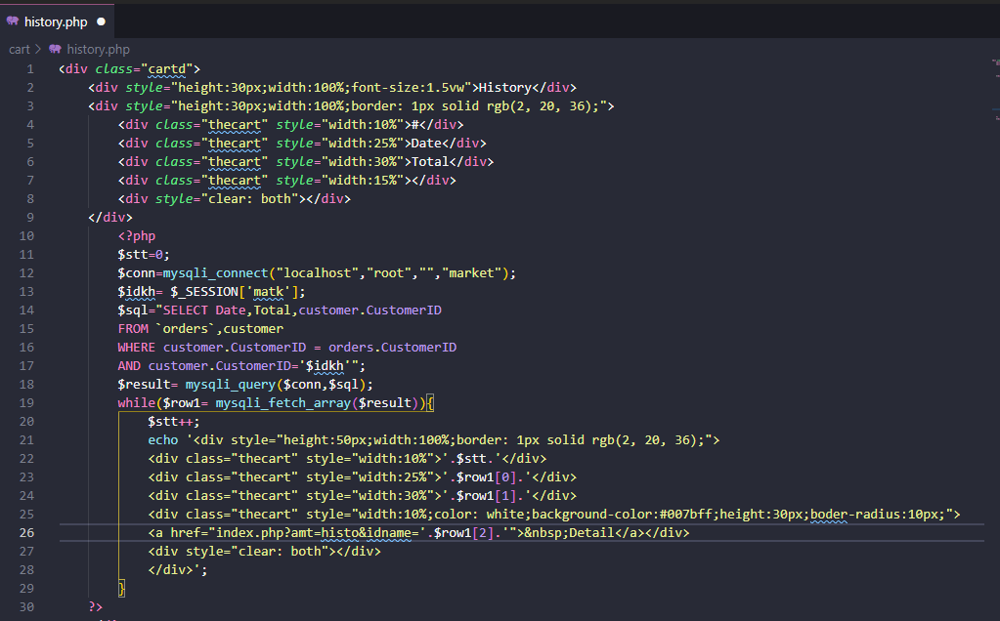 history.php
cart > history.php
1 <div class="cartd">
2 <div style="height:30px;width:100%;font-size:1.5vw">History</div>
3 <div style="height:30px;width:100%;border: 1px solid rgb(2, 20, 36);">
4 <div class="thecart" style="width:10%">#</div>
5 <div class="thecart" style="width:25%">Date</div>
6 <div class="thecart" style="width:30%">Total</div>
7 <div class="thecart" style="width:15%"></div>
8 <div style="clear: both"></div>
9 </div>
10 <?php
11 $stt=0;
12 $conn=mysqli_connect("localhost","root","","market");
13 $idkh= $_SESSION['matk'];
14 $sql="SELECT Date,Total,customer.CustomerID
15 FROM `orders`,customer
16 WHERE customer.CustomerID = orders.CustomerID
17 AND customer.CustomerID='$idkh'";
18 $result= mysqli_query($conn,$sql);
19 while($row1= mysqli_fetch_array($result)){
20 $stt++;
21 echo '<div style="height:50px;width:100%;border: 1px solid rgb(2, 20, 36);">
22 <div class="thecart" style="width:10%">'.$stt.'</div>
23 <div class="thecart" style="width:25%">'.$row1[0].'</div>
24 <div class="thecart" style="width:30%">'.$row1[1].'</div>
25 <div class="thecart" style="width:10%;color: white;background-color:#007bff;height:30px;boder-radius:10px;">
26 <a href="index.php?amt=histo&idname='.$row1[2].'">&nbsp;Detail</a></div>
27 <div style="clear: both"></div>
28 </div>';
29 }
30 ?>